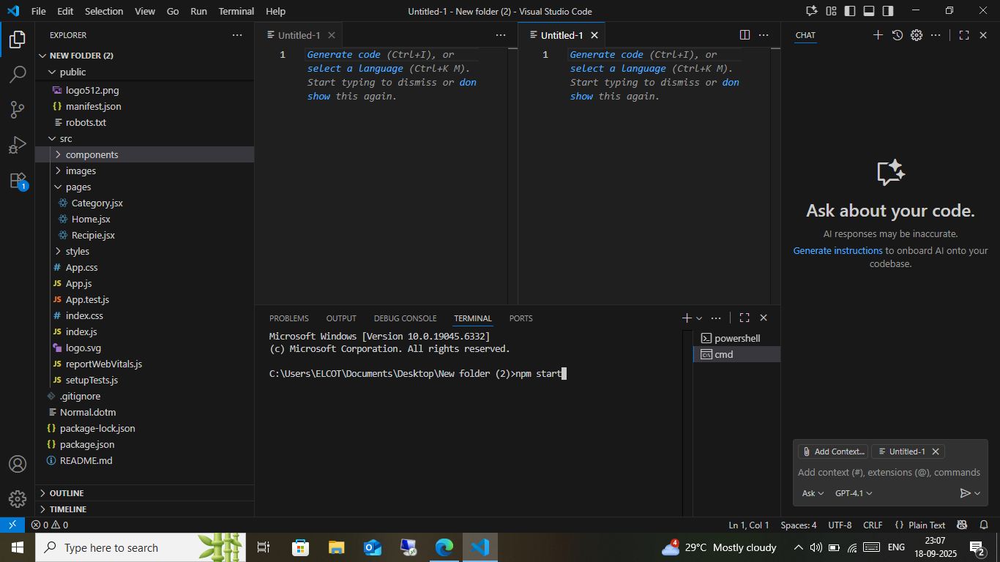 File Edit Selection View Go Run Terminal Help
Untitled-1 - New folder (2) - Visual Studio Code
EXPLORER
NEW FOLDER (2)
public
logo512.png
manifest.json
robots.txt
src
components
images
pages
Category.jsx
Home.jsx
Recipie.jsx
styles
App.css
App.js
App.test.js
index.css
index.js
logo.svg
reportWebVitals.js
setupTests.js
.gitignore
Normal.dotm
package-lock.json
package.json
README.md
OUTLINE
TIMELINE
1
Untitled-1
1 Generate code (Ctrl+I), or
select a language (Ctrl+K M).
Start typing to dismiss or don
show this again.
Untitled-1
1 Generate code (Ctrl+I), or
select a language (Ctrl+K M).
Start typing to dismiss or don
show this again.
PROBLEMS OUTPUT DEBUG CONSOLE TERMINAL PORTS
Microsoft Windows [Version 10.0.19045.6332]
(c) Microsoft Corporation. All rights reserved.
C:\Users\ELCOT\Documents\Desktop\New folder (2)>npm start
powershell
cmd
CHAT
Ask about your code.
AI responses may be inaccurate.
Generate instructions to onboard AI onto your
codebase.
Add Context... Untitled-1
Add context (#), extensions (@), commands
Ask GPT-4.1
0 0
Ln 1, Col 1 Spaces: 4 UTF-8 CRLF {} Plain Text
Type here to search
4
29°C Mostly cloudy
ENG
23:07
18-09-2025
2